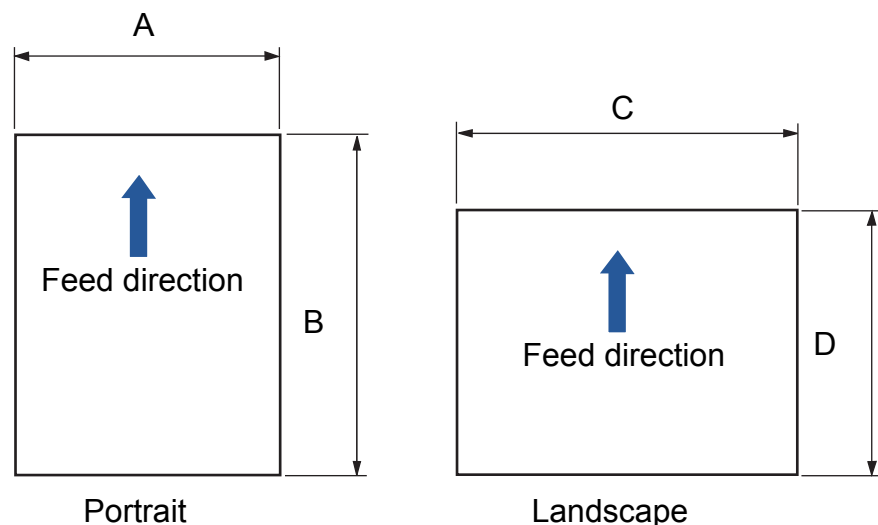 A
C
Feed direction
B
Feed direction
D
Portrait
Landscape